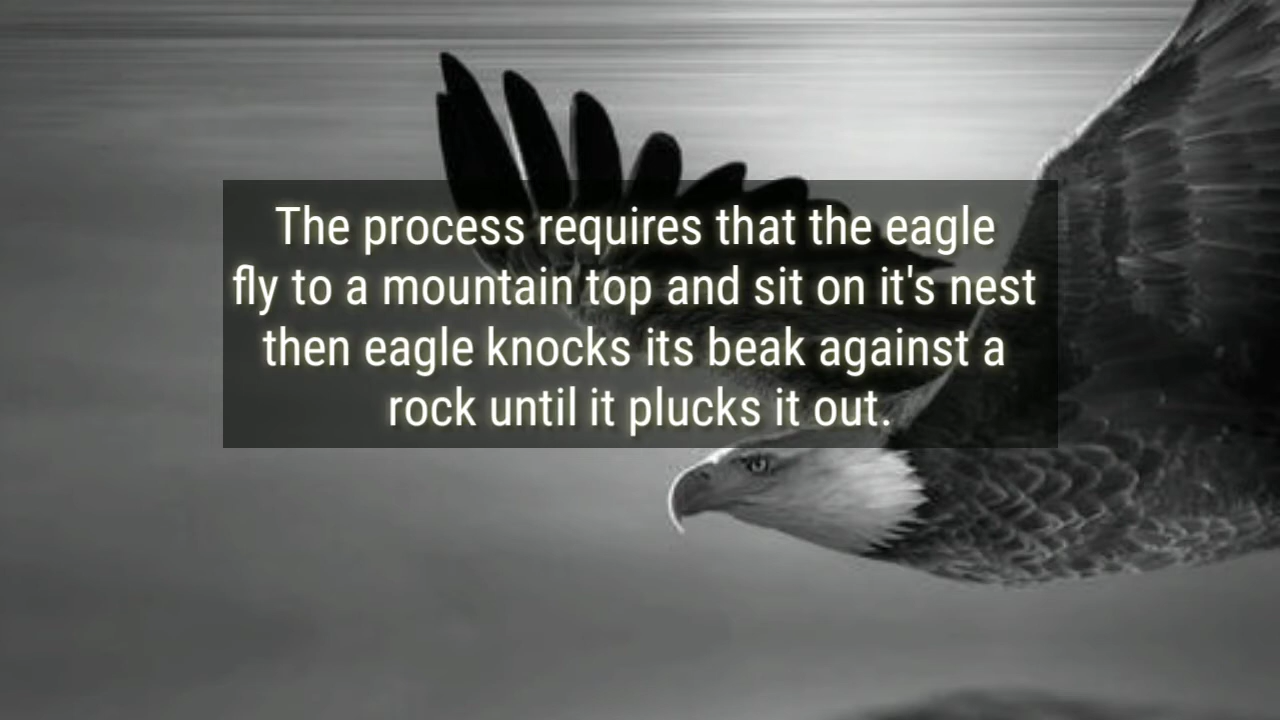 The process requires that the eagle
fly to a mountain top and sit on it's nest
then eagle knocks its beak against a
rock until it plucks it out.